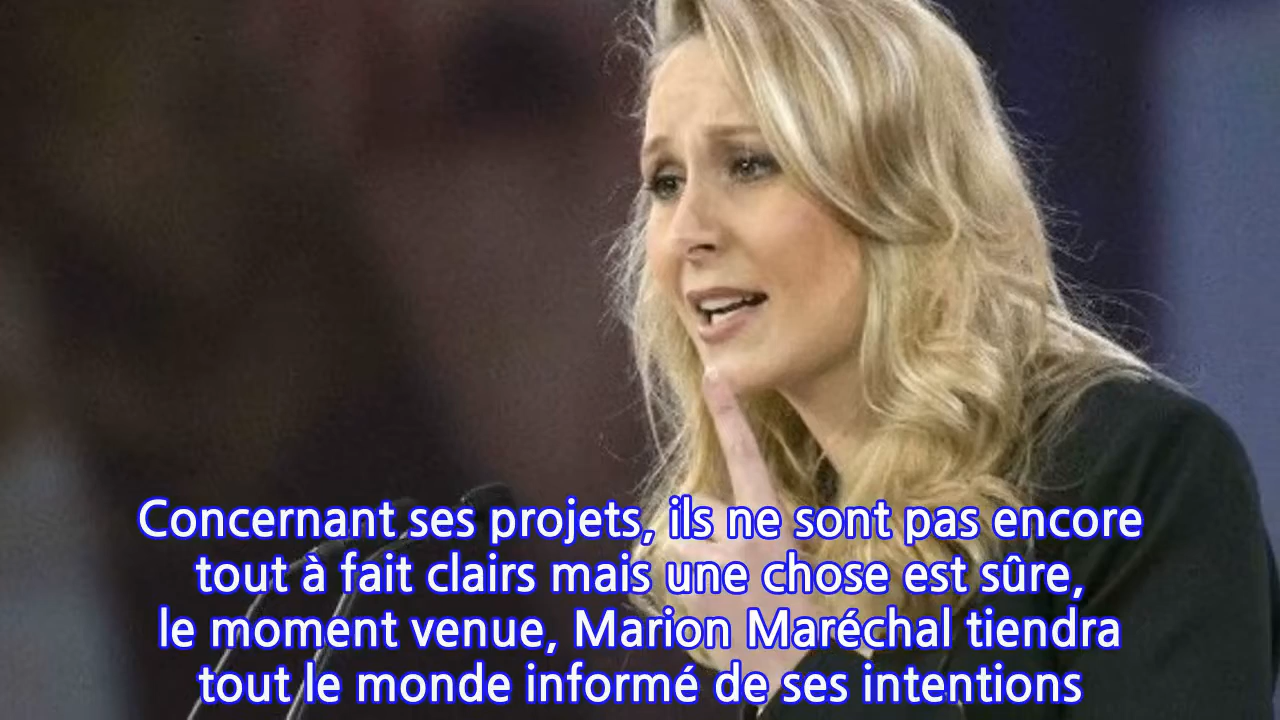 Concernant ses projets, ils ne sont pas encore
tout à fait clairs mais une chose est sûre,
le moment venue, Marion Maréchal tiendra
tout le monde informé de ses intentions